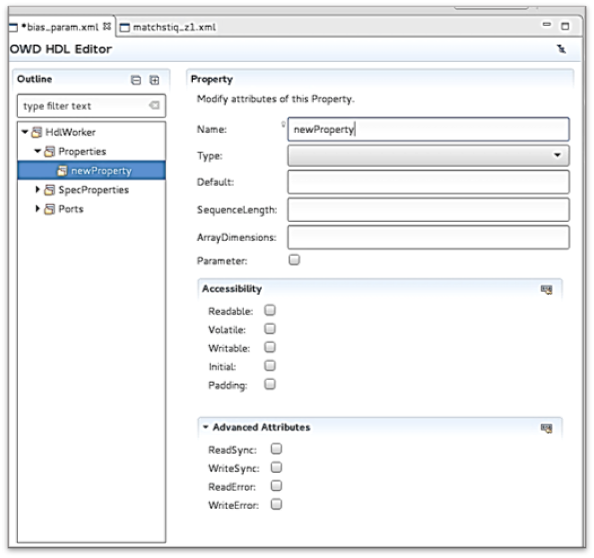 *bias_param.xml matchstiq_z1.xml
OWD HDL Editor
Outline
type filter text
HdlWorker
Properties
newProperty
SpecProperties
Ports
Property
Modify attributes of this Property.
Name: newProperty
Type:
Default:
SequenceLength:
ArrayDimensions:
Parameter:
Accessibility
Readable:
Volatile:
Writable:
Initial:
Padding:
Advanced Attributes
ReadSync:
WriteSync:
ReadError:
WriteError: